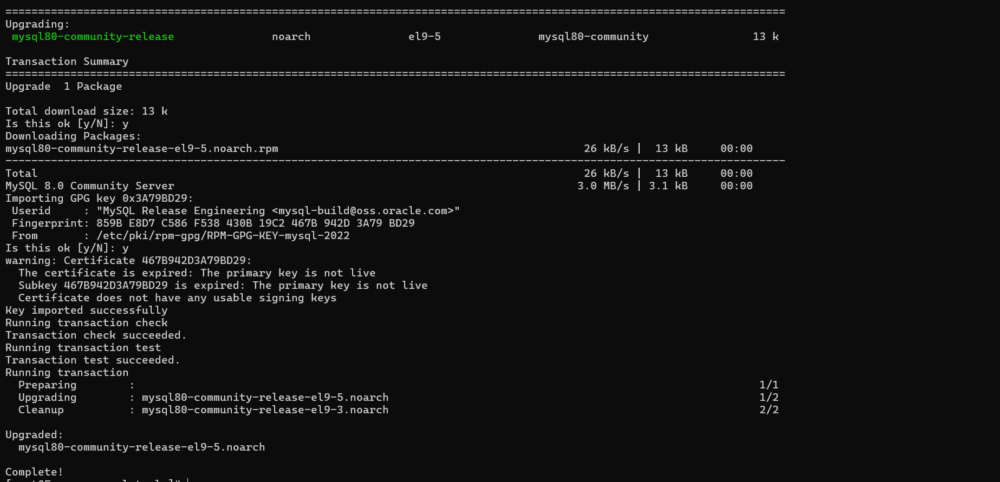 ========================================================================================================================
Upgrading:
mysql80-community-release noarch el9-5 mysql80-community 13 k
Transaction Summary
========================================================================================================================
Upgrade 1 Package
Total download size: 13 k
Is this ok [y/N]: y
Downloading Packages:
mysql80-community-release-el9-5.noarch.rpm 26 kB/s | 13 kB 00:00
------------------------------------------------------------------------------------------------------------------------
Total 26 kB/s | 13 kB 00:00
MySQL 8.0 Community Server 3.0 MB/s | 3.1 kB 00:00
Importing GPG key 0x3A79BD29:
Userid : "MySQL Release Engineering <mysql-build@oss.oracle.com>"
Fingerprint: 859B E8D7 C586 F538 430B 19C2 467B 942D 3A79 BD29
From : /etc/pki/rpm-gpg/RPM-GPG-KEY-mysql-2022
Is this ok [y/N]: y
warning: Certificate 467B942D3A79BD29:
The certificate is expired: The primary key is not live
Subkey 467B942D3A79BD29 is expired: The primary key is not live
Certificate does not have any usable signing keys
Key imported successfully
Running transaction check
Transaction check succeeded.
Running transaction test
Transaction test succeeded.
Running transaction
Preparing : 1/1
Upgrading : mysql80-community-release-el9-5.noarch 1/2
Cleanup : mysql80-community-release-el9-3.noarch 2/2
Upgraded:
mysql80-community-release-el9-5.noarch
Complete!